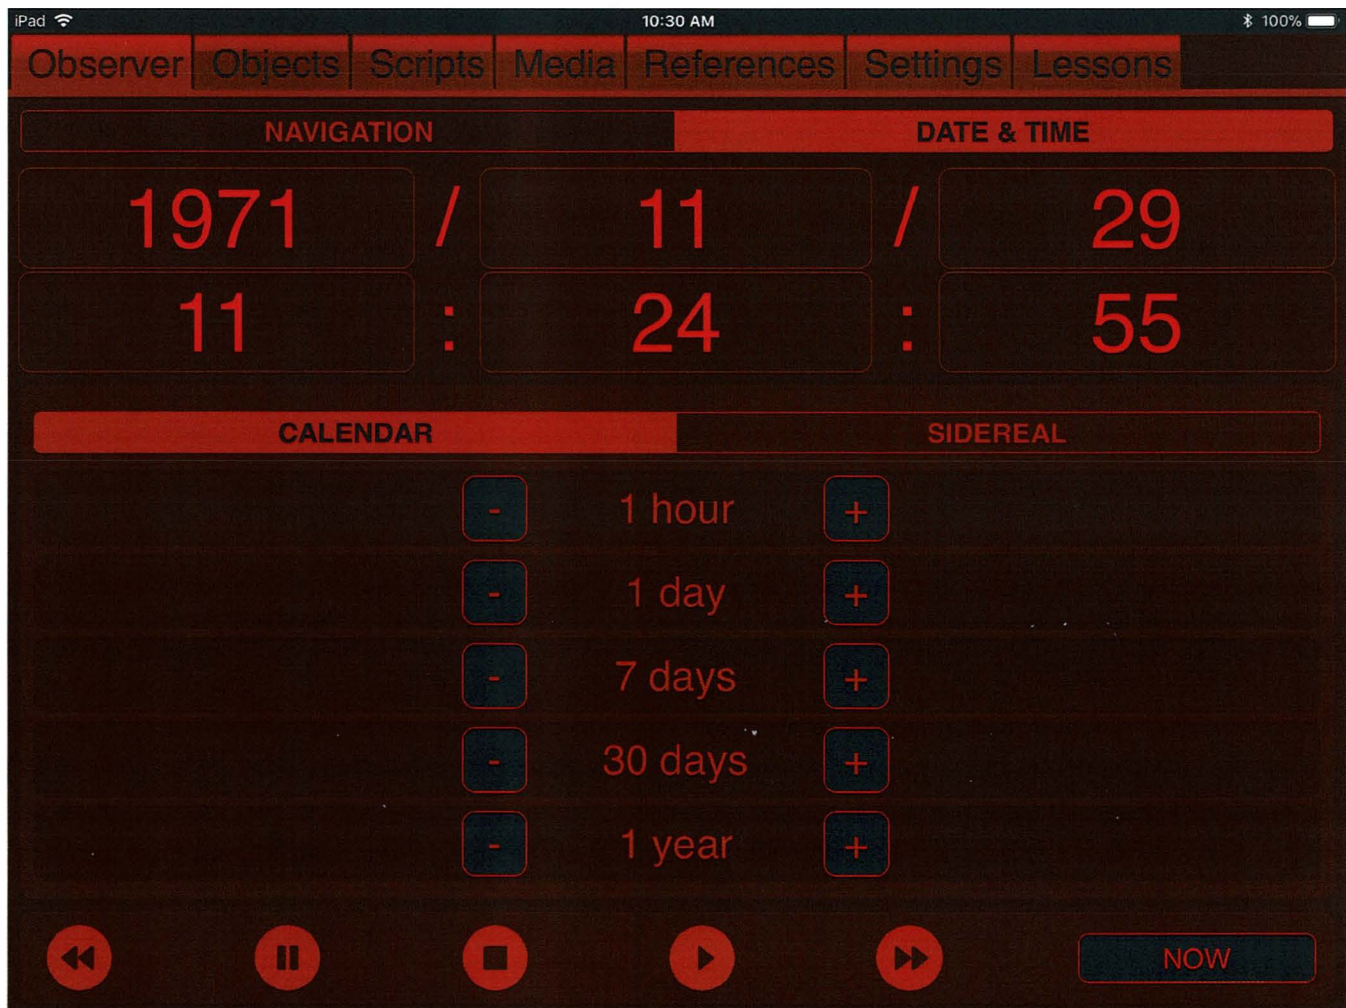 iPad 10:30 AM 100%
Observer Objects Scripts Media References Settings Lessons
NAVIGATION DATE & TIME
1971 / 11 / 29
11 : 24 : 55
CALENDAR SIDEREAL
- 1 hour +
- 1 day +
- 7 days +
- 30 days +
- 1 year +
NOW